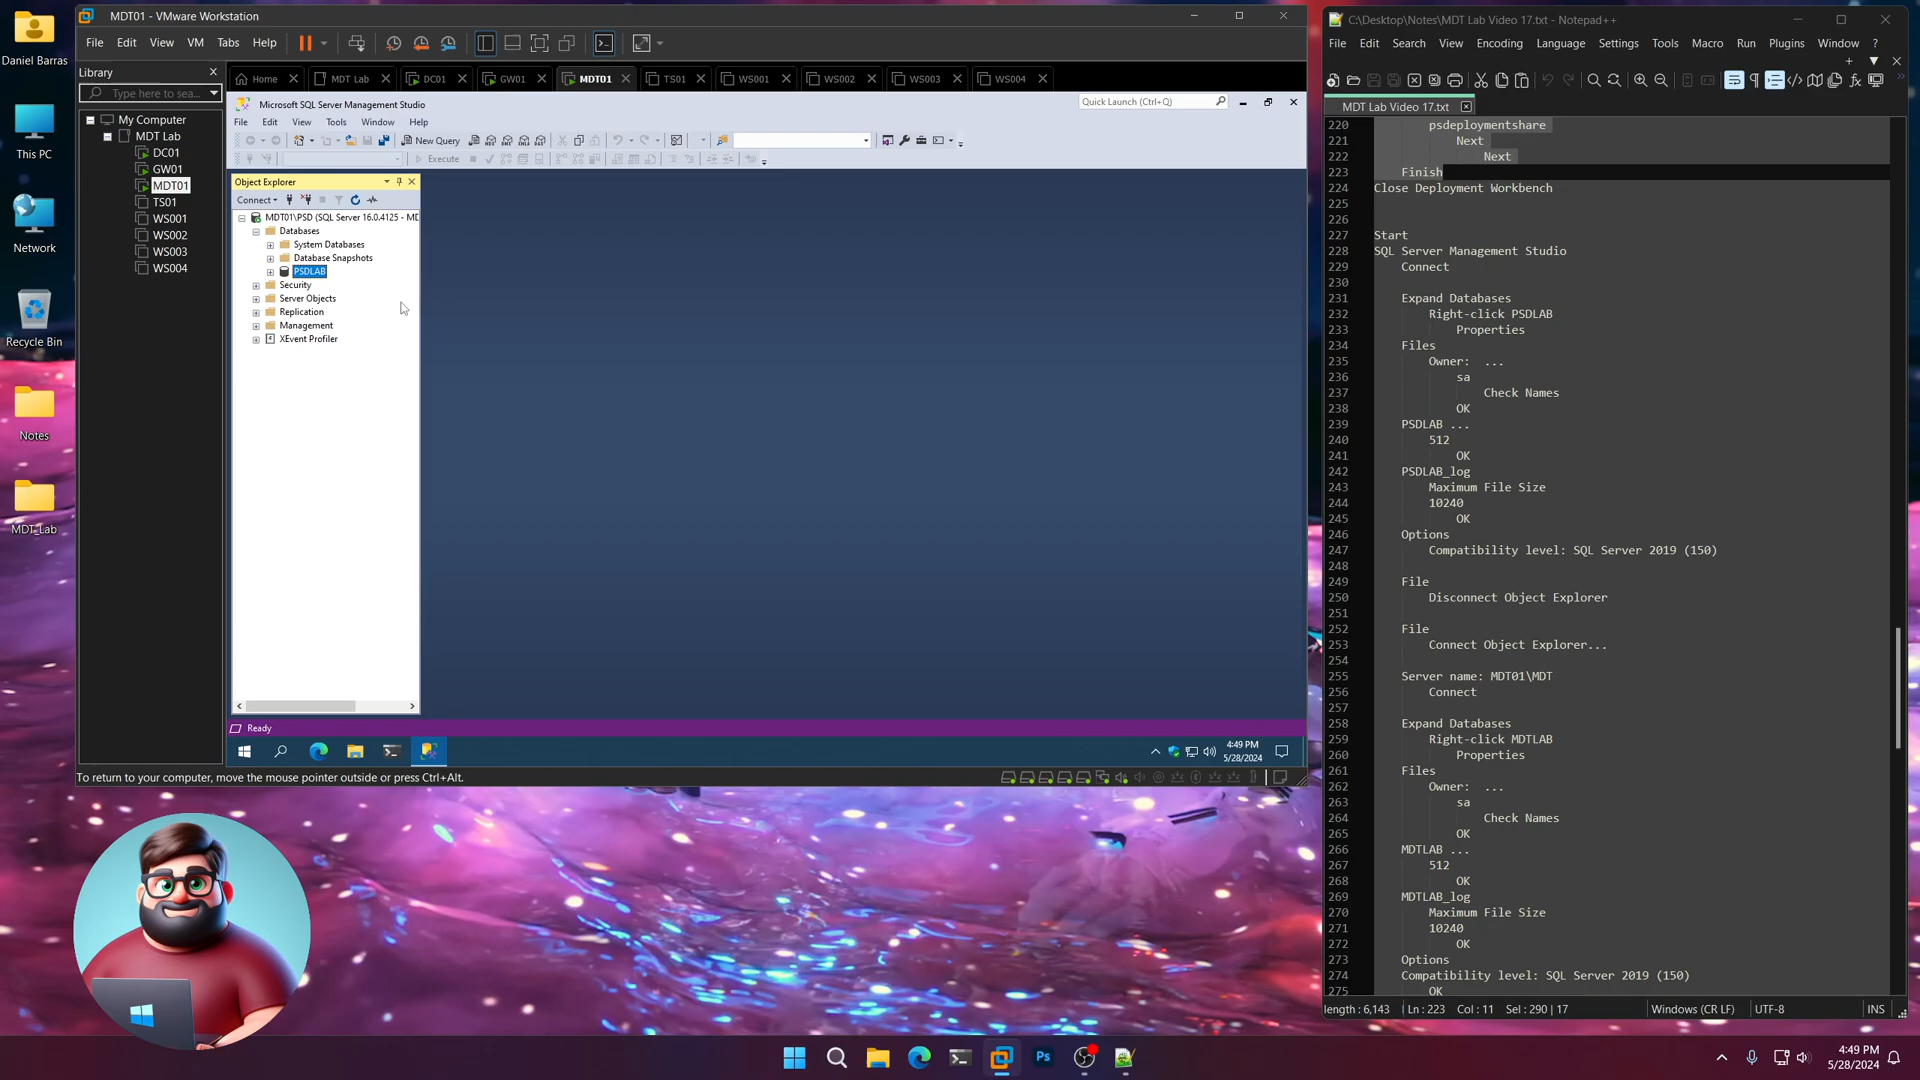 Daniel Barras
This PC
Network
Recycle Bin
Notes
MDT_Lab
MDT01 - VMware Workstation
File Edit View VM Tabs Help
Library
Type here to sea...
My Computer
MDT Lab
DC01
GW01
MDT01
TS01
WS001
WS002
WS003
WS004
Home MDT Lab DC01 GW01 MDT01 TS01 WS001 WS002 WS003 WS004
Microsoft SQL Server Management Studio
Quick Launch (Ctrl+Q)
File Edit View Tools Window Help
New Query
Execute
Object Explorer
Connect
MDT01\PSD (SQL Server 16.0.4125 - MD
Databases
System Databases
Database Snapshots
PSDLAB
Security
Server Objects
Replication
Management
XEvent Profiler
Ready
4:49 PM
5/28/2024
To return to your computer, move the mouse pointer outside or press Ctrl+Alt.
C:\Desktop\Notes\MDT Lab Video 17.txt - Notepad++
File Edit Search View Encoding Language Settings Tools Macro Run Plugins Window ?
MDT Lab Video 17.txt
220 psdeploymentshare
221 Next
222 Next
223 Finish
224 Close Deployment Workbench
225
226
227 Start
228 SQL Server Management Studio
229 Connect
230
231 Expand Databases
232 Right-click PSDLAB
233 Properties
234 Files
235 Owner: ...
236 sa
237 Check Names
238 OK
239 PSDLAB ...
240 512
241 OK
242 PSDLAB_log
243 Maximum File Size
244 10240
245 OK
246 Options
247 Compatibility level: SQL Server 2019 (150)
248
249 File
250 Disconnect Object Explorer
251
252 File
253 Connect Object Explorer...
254
255 Server name: MDT01\MDT
256 Connect
257
258 Expand Databases
259 Right-click MDTLAB
260 Properties
261 Files
262 Owner: ...
263 sa
264 Check Names
265 OK
266 MDTLAB ...
267 512
268 OK
269 MDTLAB_log
270 Maximum File Size
271 10240
272 OK
273 Options
274 Compatibility level: SQL Server 2019 (150)
275 OK
length : 6,143 Ln : 223 Col : 11 Sel : 290 | 17 Windows (CR LF) UTF-8 INS
Ps
4:49 PM
5/28/2024